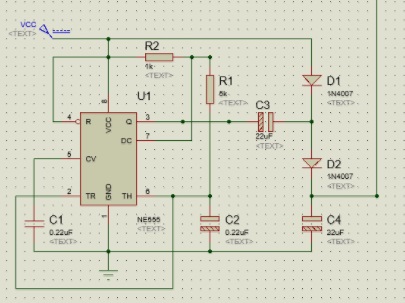 VCC
<TEXT>
R2
1k
<TEXT>
U1
R1
5k
<TEXT>
D1
1N4007
<TEXT>
C3
22uF
<TEXT>
4 R VCC 8 Q 3
DC 7
5 CV
2 TR GND 1 TH 6
NE555
<TEXT>
D2
1N4007
<TEXT>
C1
0.22uF
<TEXT>
C2
0.22uF
<TEXT>
C4
22uF
<TEXT>